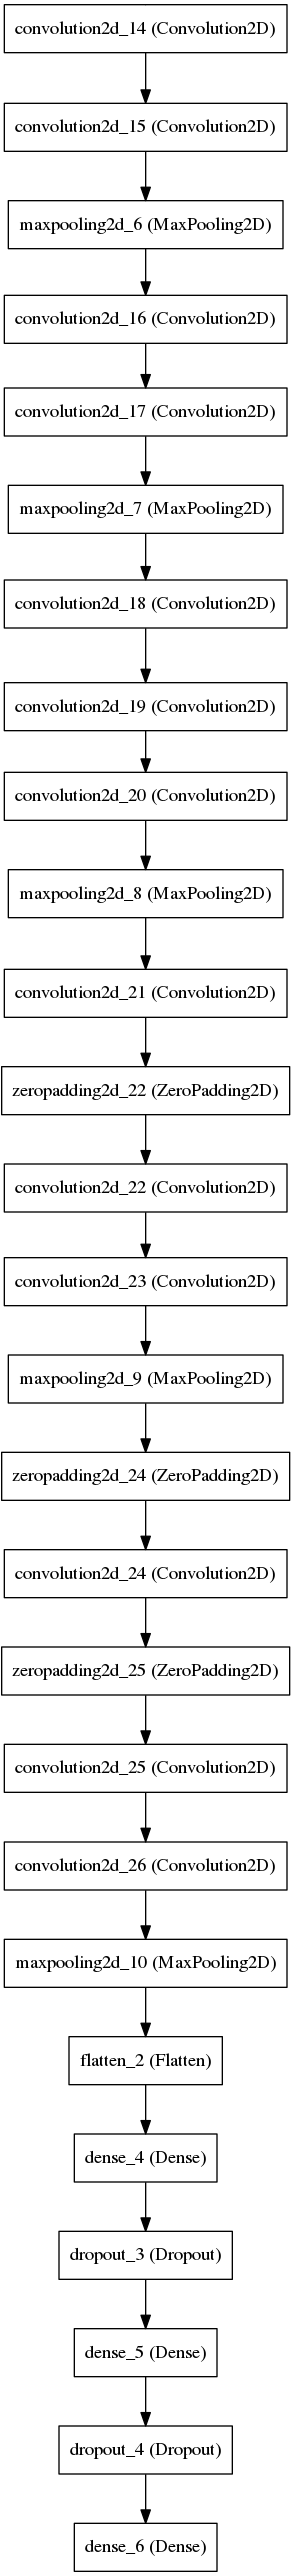 convolution2d_14 (Convolution2D)
convolution2d_15 (Convolution2D)
maxpooling2d_6 (MaxPooling2D)
convolution2d_16 (Convolution2D)
convolution2d_17 (Convolution2D)
maxpooling2d_7 (MaxPooling2D)
convolution2d_18 (Convolution2D)
convolution2d_19 (Convolution2D)
convolution2d_20 (Convolution2D)
maxpooling2d_8 (MaxPooling2D)
convolution2d_21 (Convolution2D)
zeropadding2d_22 (ZeroPadding2D)
convolution2d_22 (Convolution2D)
convolution2d_23 (Convolution2D)
maxpooling2d_9 (MaxPooling2D)
zeropadding2d_24 (ZeroPadding2D)
convolution2d_24 (Convolution2D)
zeropadding2d_25 (ZeroPadding2D)
convolution2d_25 (Convolution2D)
convolution2d_26 (Convolution2D)
maxpooling2d_10 (MaxPooling2D)
flatten_2 (Flatten)
dense_4 (Dense)
dropout_3 (Dropout)
dense_5 (Dense)
dropout_4 (Dropout)
dense_6 (Dense)